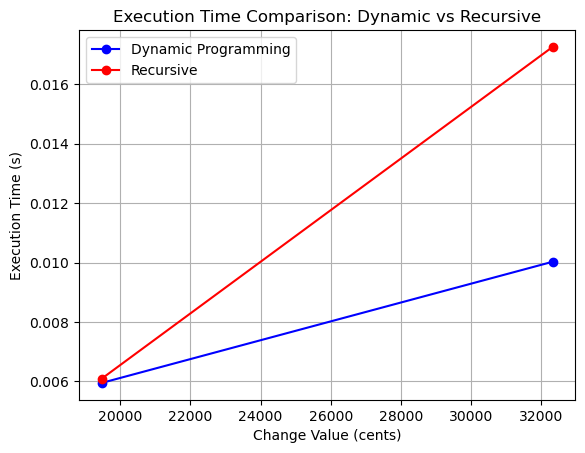 Execution Time Comparison: Dynamic vs Recursive
Dynamic Programming
Recursive
Execution Time (s)
0.016
0.014
0.012
0.010
0.008
0.006
20000 22000 24000 26000 28000 30000 32000
Change Value (cents)